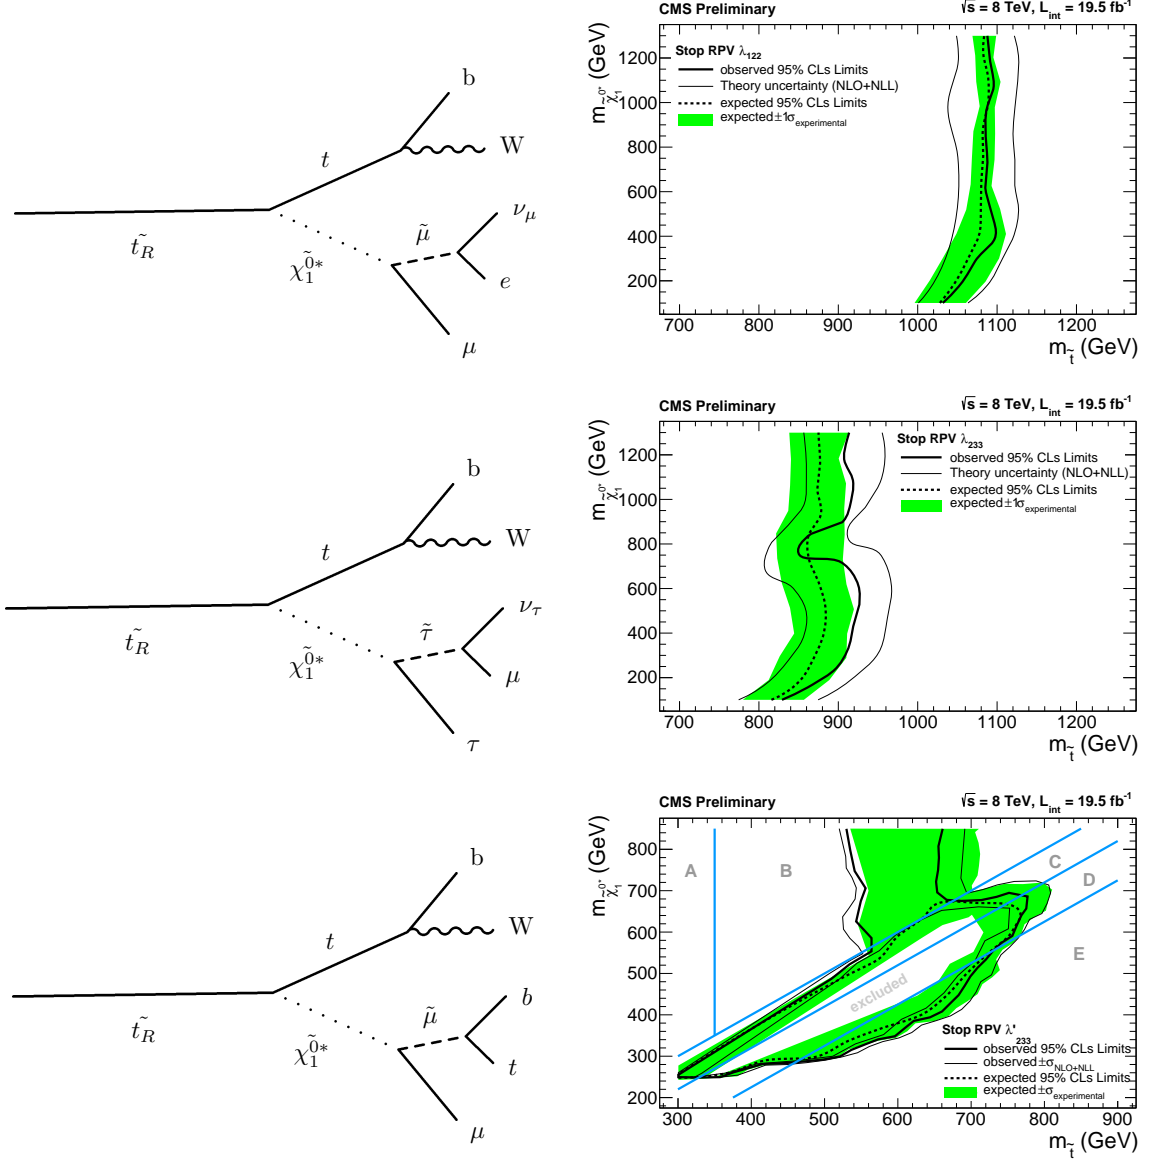 b
W
t
ν_μ
μ̃
e
t̃_R
χ̃_1^{0*}
μ
CMS Preliminary
√s = 8 TeV, L_int = 19.5 fb^-1
Stop RPV λ_122
observed 95% CLs Limits
Theory uncertainty (NLO+NLL)
expected 95% CLs Limits
expected±1σ_experimental
m_χ̃_1^0 (GeV)
1200
1000
800
600
400
200
700 800 900 1000 1100 1200
m_t̃ (GeV)
b
W
t
ν_τ
τ̃
μ
t̃_R
χ̃_1^{0*}
τ
CMS Preliminary
√s = 8 TeV, L_int = 19.5 fb^-1
Stop RPV λ_233
observed 95% CLs Limits
Theory uncertainty (NLO+NLL)
expected 95% CLs Limits
expected±1σ_experimental
m_χ̃_1^0 (GeV)
1200
1000
800
600
400
200
700 800 900 1000 1100 1200
m_t̃ (GeV)
b
W
t
b
μ̃
t
t̃_R
χ̃_1^{0*}
μ
CMS Preliminary
√s = 8 TeV, L_int = 19.5 fb^-1
m_χ̃_1^0 (GeV)
800
700
600
500
400
300
200
A
B
C
D
E
excluded
Stop RPV λ'_233
observed 95% CLs Limits
observed±σ_NLO+NLL
expected 95% CLs Limits
expected±σ_experimental
300 400 500 600 700 800 900
m_t̃ (GeV)